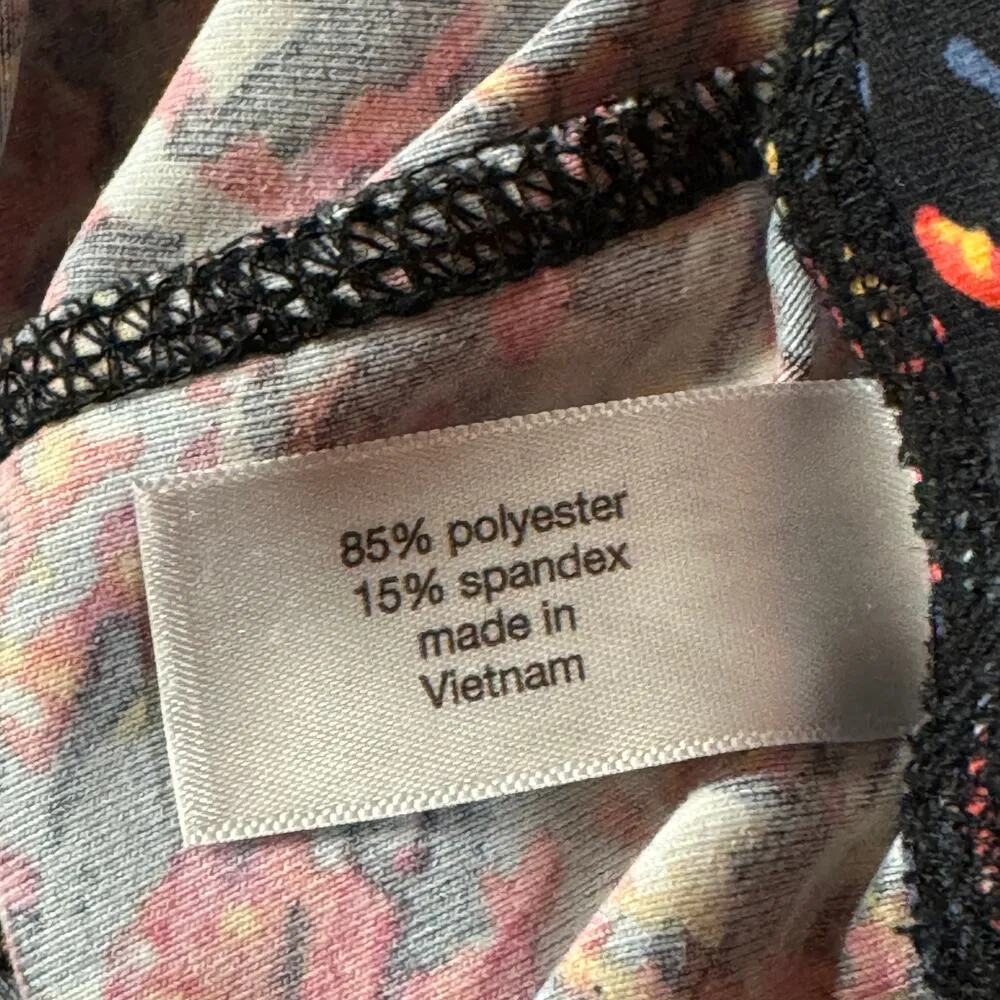 85% polyester
15% spandex
made in
Vietnam